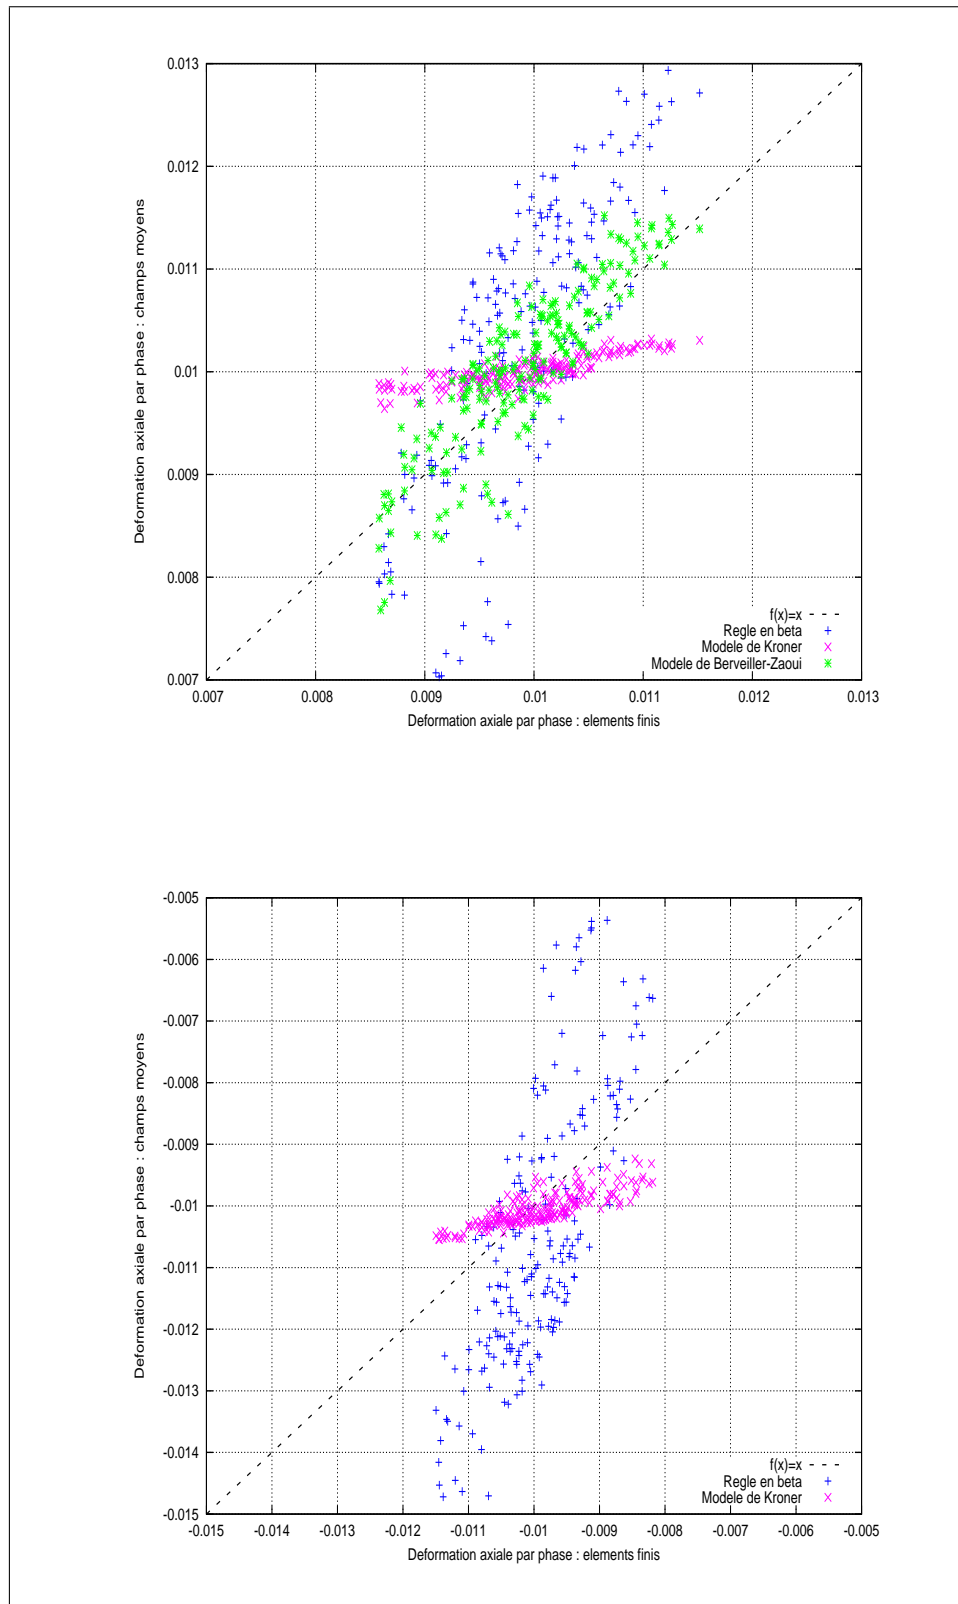 0.013
0.012
0.011
0.01
0.009
0.008
0.007
Deformation axiale par phase : champs moyens
f(x)=x
Regle en beta
Modele de Kroner
Modele de Berveiller-Zaoui
0.007 0.008 0.009 0.01 0.011 0.012 0.013
Deformation axiale par phase : elements finis
-0.005
-0.006
-0.007
-0.008
-0.009
-0.01
-0.011
-0.012
-0.013
-0.014
-0.015
Deformation axiale par phase : champs moyens
f(x)=x
Regle en beta
Modele de Kroner
-0.015 -0.014 -0.013 -0.012 -0.011 -0.01 -0.009 -0.008 -0.007 -0.006 -0.005
Deformation axiale par phase : elements finis